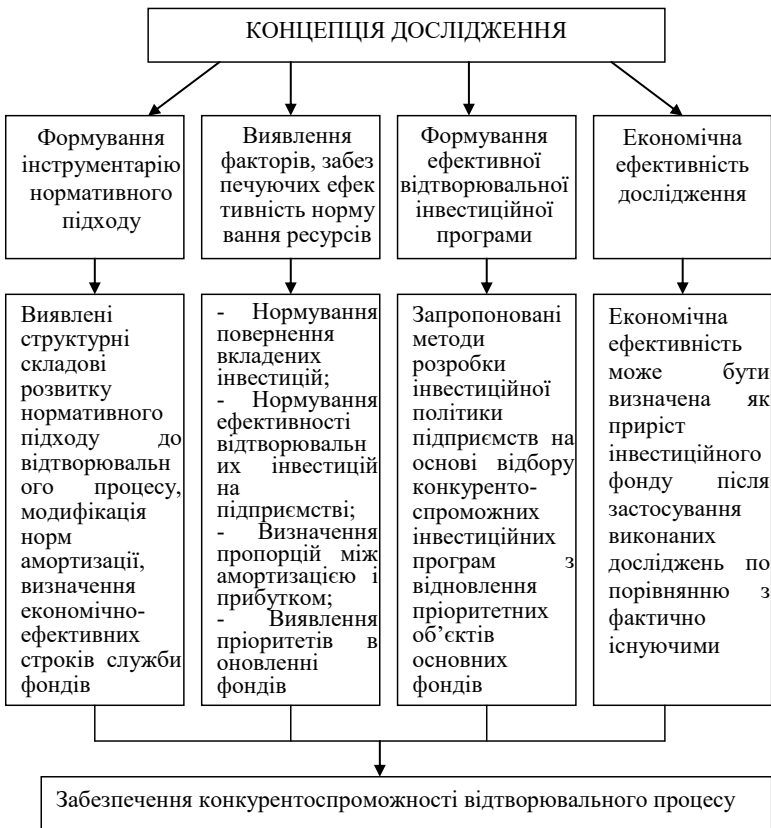 КОНЦЕПЦІЯ ДОСЛІДЖЕННЯ
Формування
інструментарію
нормативного
підходу
Виявлення
факторів, забез
печуючих ефек
тивність норму
вання ресурсів
Формування
ефективної
відтворювальної
інвестиційної
програми
Економічна
ефективність
дослідження
Виявлені
структурні
складові
розвитку
нормативного
підходу до
відтворювальн
ого процесу,
модифікація
норм
амортизації,
визначення
економічно-
ефективних
строків служби
фондів
- Нормування
повернення
вкладених
інвестицій;
- Нормування
ефективності
відтворювальн
их інвестицій
на
підприємстві;
- Визначення
пропорцій між
амортизацією і
прибутком;
- Виявлення
пріоритетів в
оновленні
фондів
Запропоновані
методи
розробки
інвестиційної
політики
підприємств на
основі відбору
конкуренто-
спроможних
інвестиційних
програм з
відновлення
пріоритетних
об’єктів
основних
фондів
Економічна
ефективність
може бути
визначена як
приріст
інвестиційного
фонду після
застосування
виконаних
досліджень по
порівнянню з
фактично
існуючими
Забезпечення конкурентоспроможності відтворювального процесу